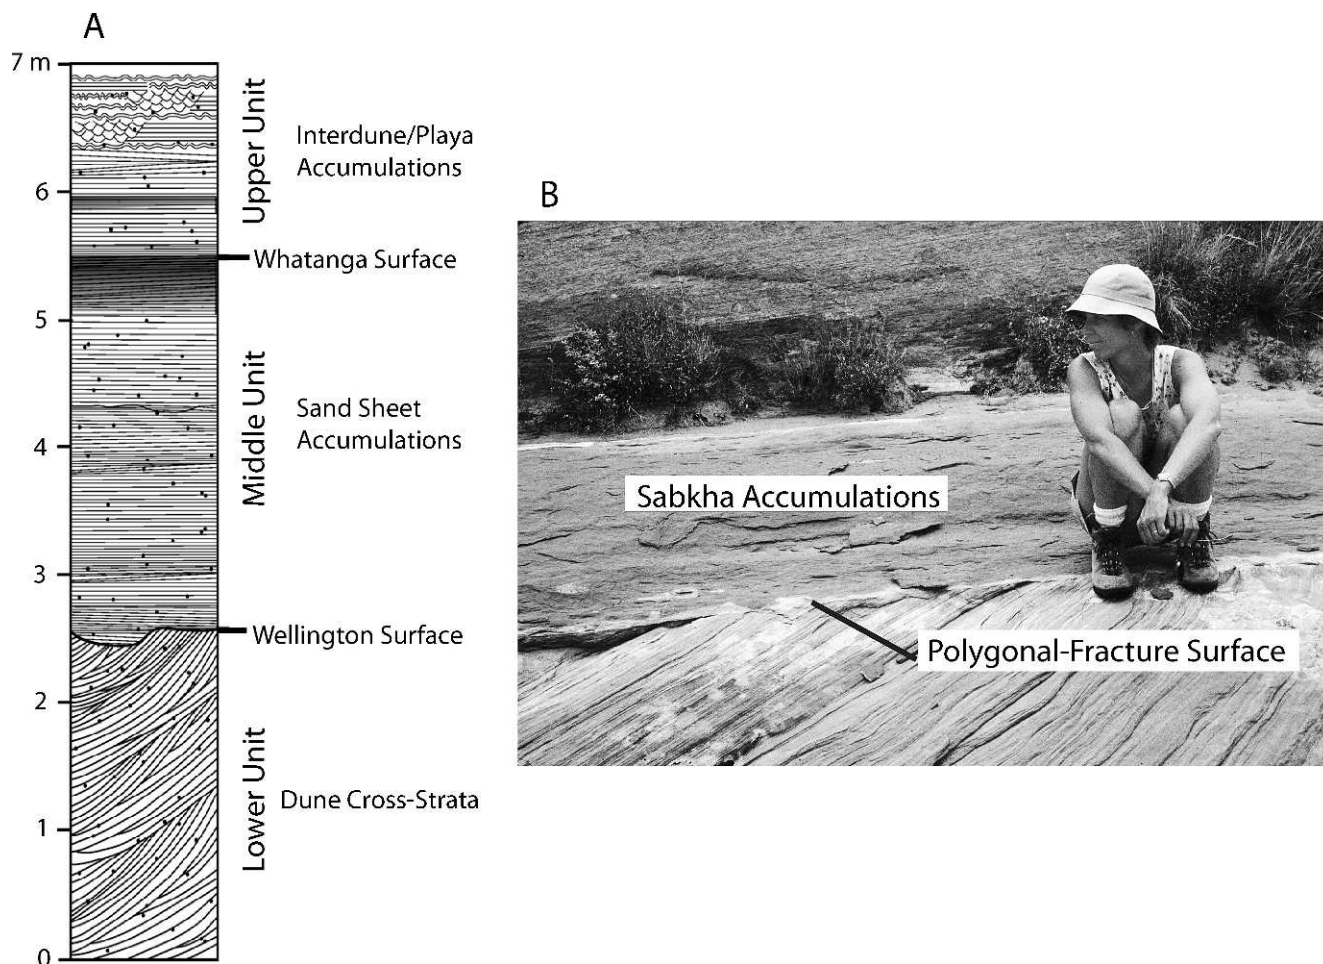 A
7 m
6
5
4
3
2
1
0
Upper Unit
Interdune/Playa
Accumulations
Whatanga Surface
Middle Unit
Sand Sheet
Accumulations
Wellington Surface
Lower Unit
Dune Cross-Strata
B
Sabkha Accumulations
Polygonal-Fracture Surface